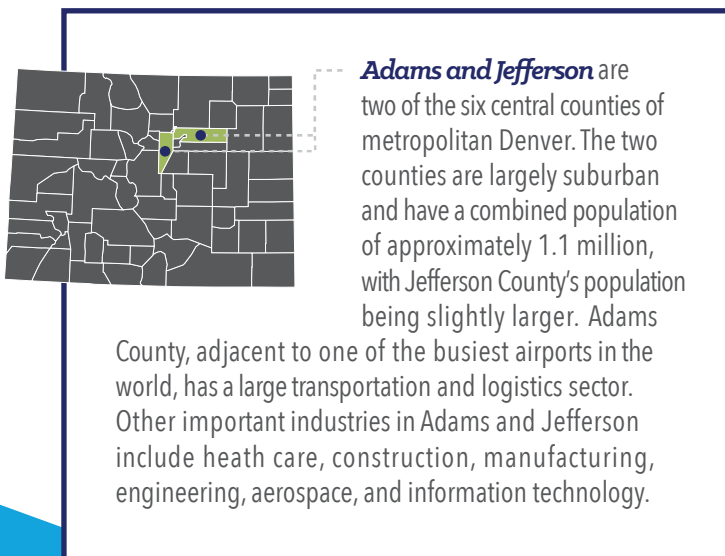 Adams and Jefferson are
two of the six central counties of
metropolitan Denver. The two
counties are largely suburban
and have a combined population
of approximately 1.1 million,
with Jefferson County’s population
being slightly larger. Adams
County, adjacent to one of the busiest airports in the
world, has a large transportation and logistics sector.
Other important industries in Adams and Jefferson
include heath care, construction, manufacturing,
engineering, aerospace, and information technology.